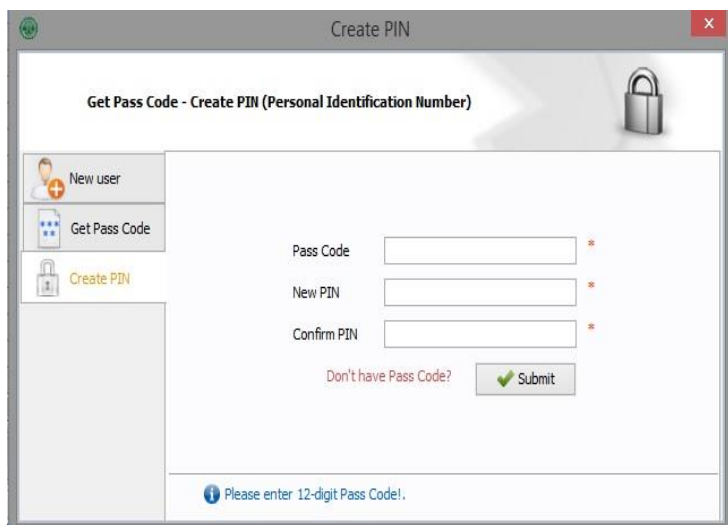 Create PIN
x
Get Pass Code - Create PIN (Personal Identification Number)
New user
Get Pass Code
Create PIN
Pass Code *
New PIN *
Confirm PIN *
Don't have Pass Code? Submit
Please enter 12-digit Pass Code!.